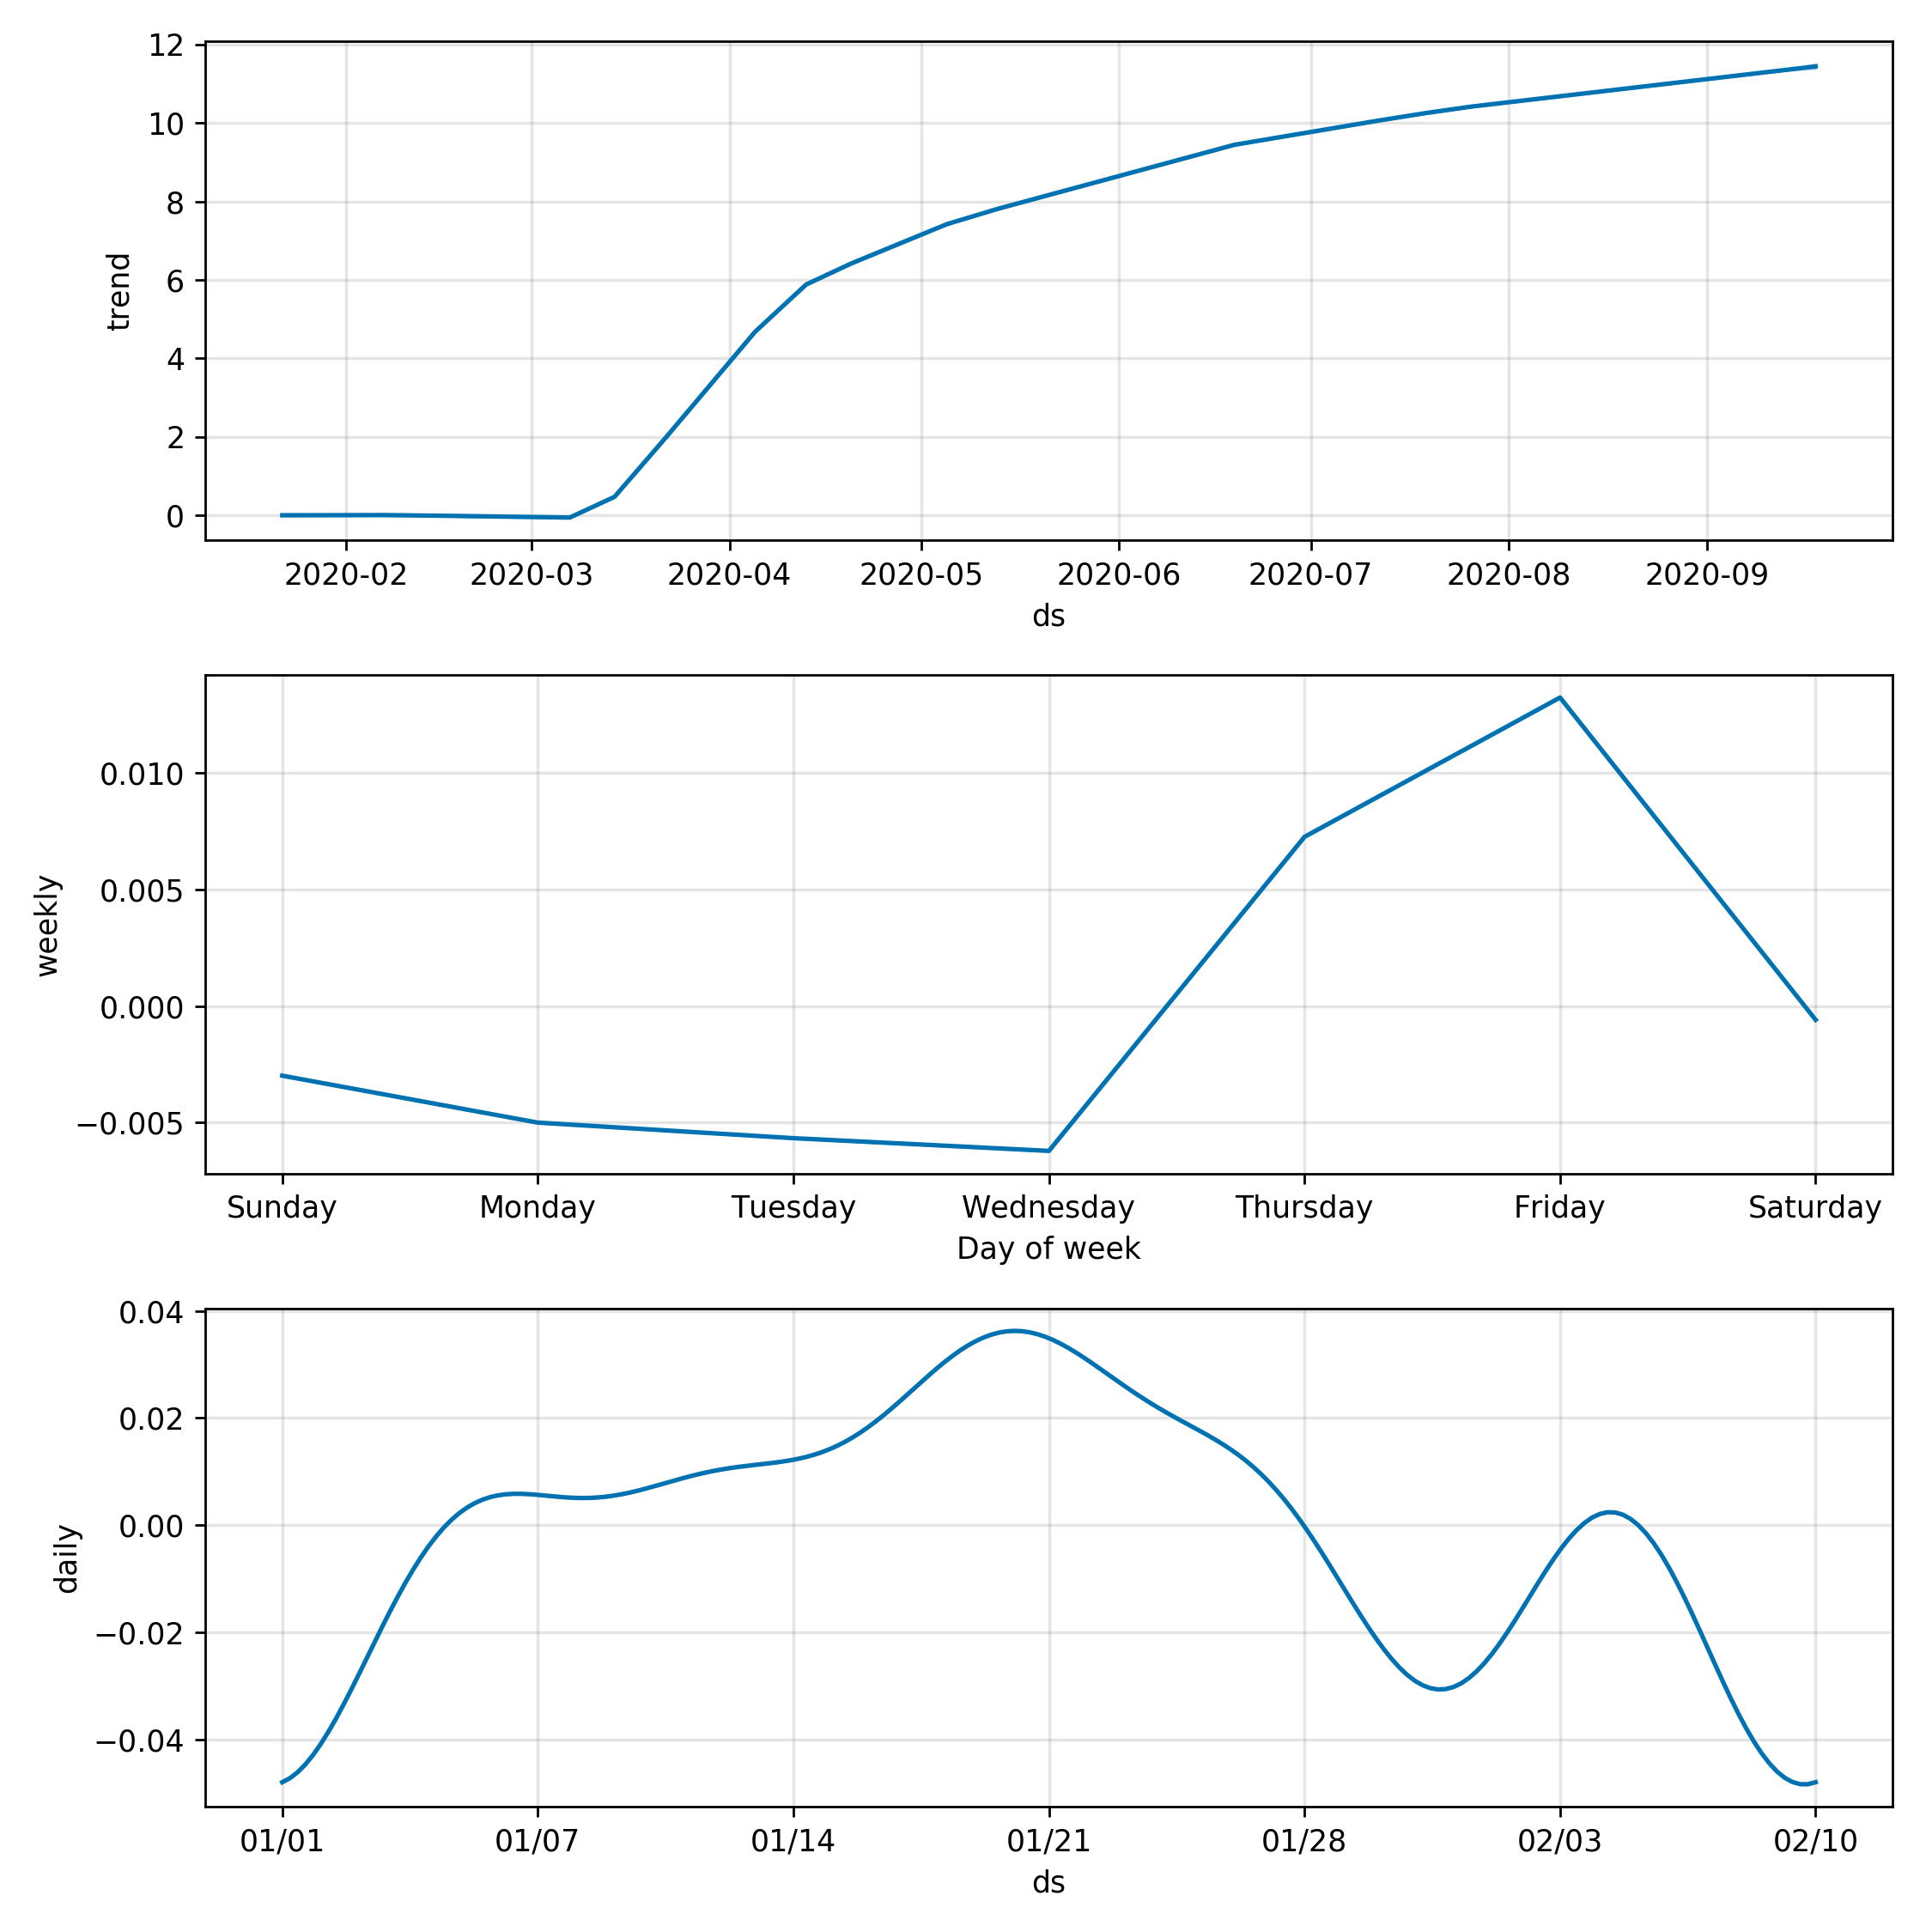 12
10
8
6
4
2
0
trend
2020-02 2020-03 2020-04 2020-05 2020-06 2020-07 2020-08 2020-09
ds
0.010
0.005
0.000
−0.005
weekly
Sunday Monday Tuesday Wednesday Thursday Friday Saturday
Day of week
0.04
0.02
0.00
−0.02
−0.04
daily
01/01 01/07 01/14 01/21 01/28 02/03 02/10
ds